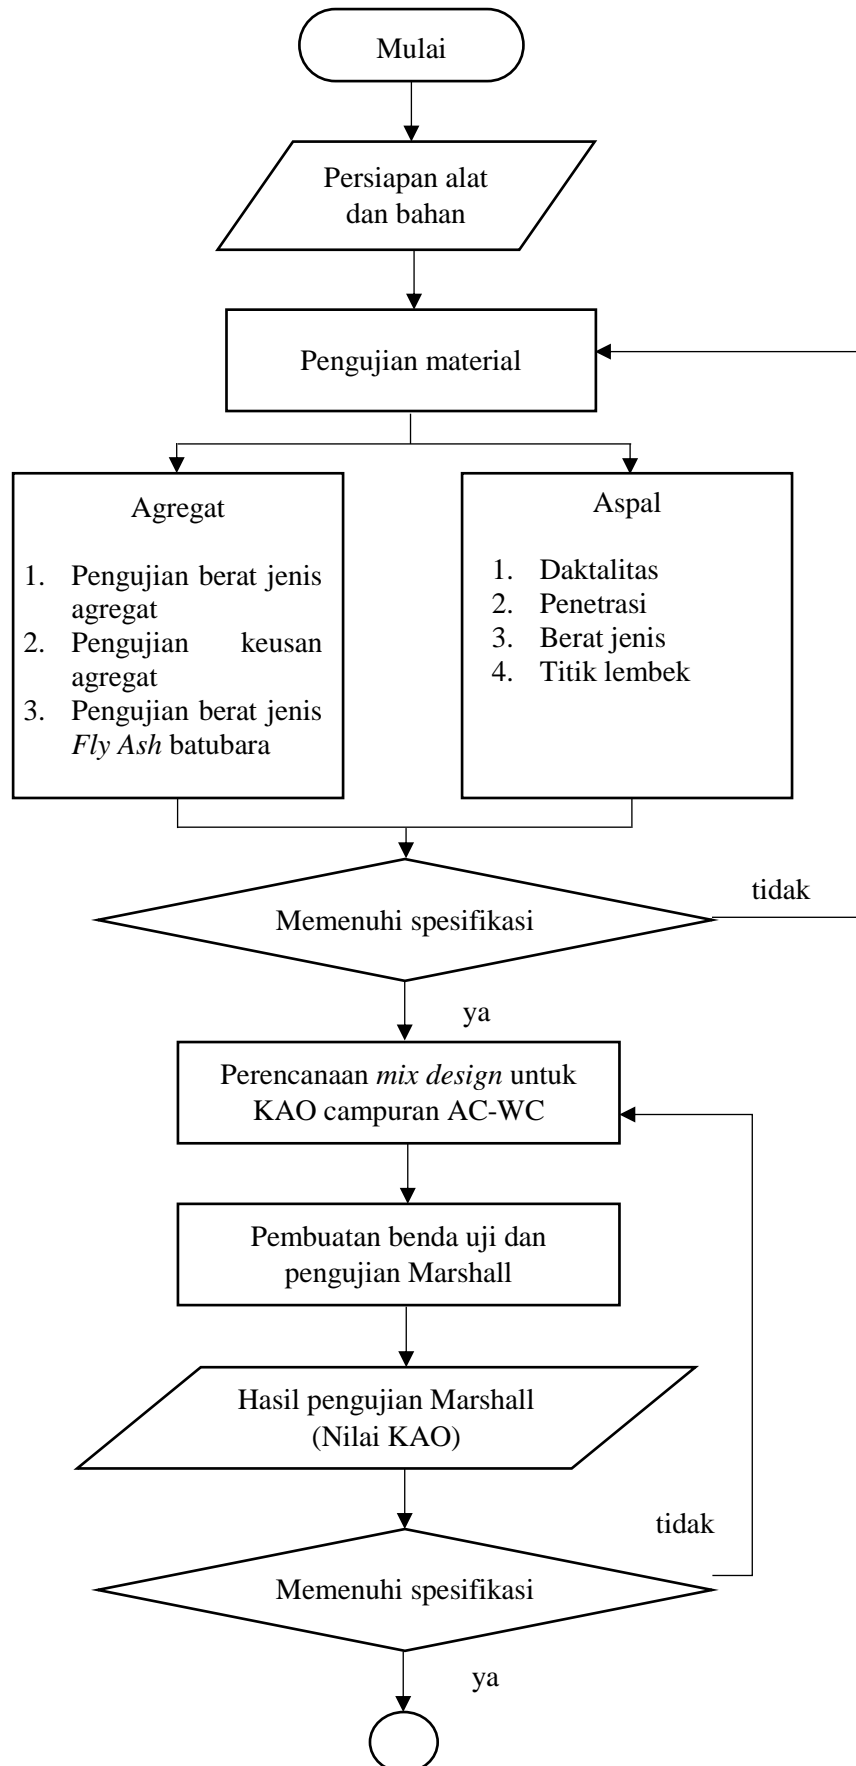 Mulai
Persiapan alat
dan bahan
Pengujian material
Agregat
1. Pengujian berat jenis
agregat
2. Pengujian keusan
agregat
3. Pengujian berat jenis
Fly Ash batubara
Aspal
1. Daktalitas
2. Penetrasi
3. Berat jenis
4. Titik lembek
Memenuhi spesifikasi
tidak
ya
Perencanaan mix design untuk
KAO campuran AC-WC
Pembuatan benda uji dan
pengujian Marshall
Hasil pengujian Marshall
(Nilai KAO)
tidak
Memenuhi spesifikasi
ya